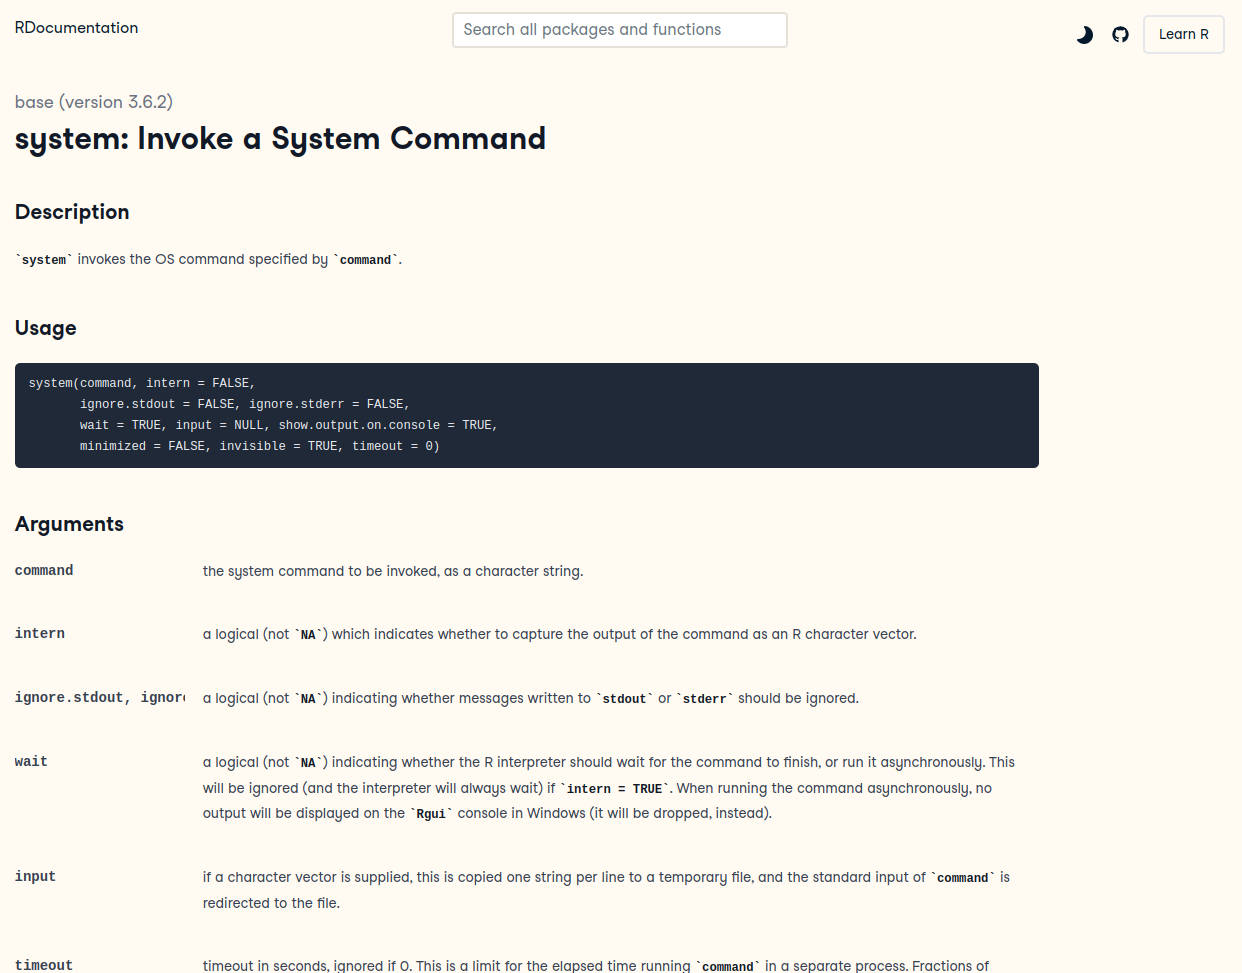 RDocumentation
Search all packages and functions
Learn R
base (version 3.6.2)
system: Invoke a System Command
Description
`system` invokes the OS command specified by `command`.
Usage
system(command, intern = FALSE,
ignore.stdout = FALSE, ignore.stderr = FALSE,
wait = TRUE, input = NULL, show.output.on.console = TRUE,
minimized = FALSE, invisible = TRUE, timeout = 0)
Arguments
command
the system command to be invoked, as a character string.
intern
a logical (not `NA`) which indicates whether to capture the output of the command as an R character vector.
ignore.stdout, ignore
a logical (not `NA`) indicating whether messages written to `stdout` or `stderr` should be ignored.
wait
a logical (not `NA`) indicating whether the R interpreter should wait for the command to finish, or run it asynchronously. This
will be ignored (and the interpreter will always wait) if `intern = TRUE`. When running the command asynchronously, no
output will be displayed on the `Rgui` console in Windows (it will be dropped, instead).
input
if a character vector is supplied, this is copied one string per line to a temporary file, and the standard input of `command` is
redirected to the file.
timeout
timeout in seconds, ignored if 0. This is a limit for the elapsed time running `command` in a separate process. Fractions of